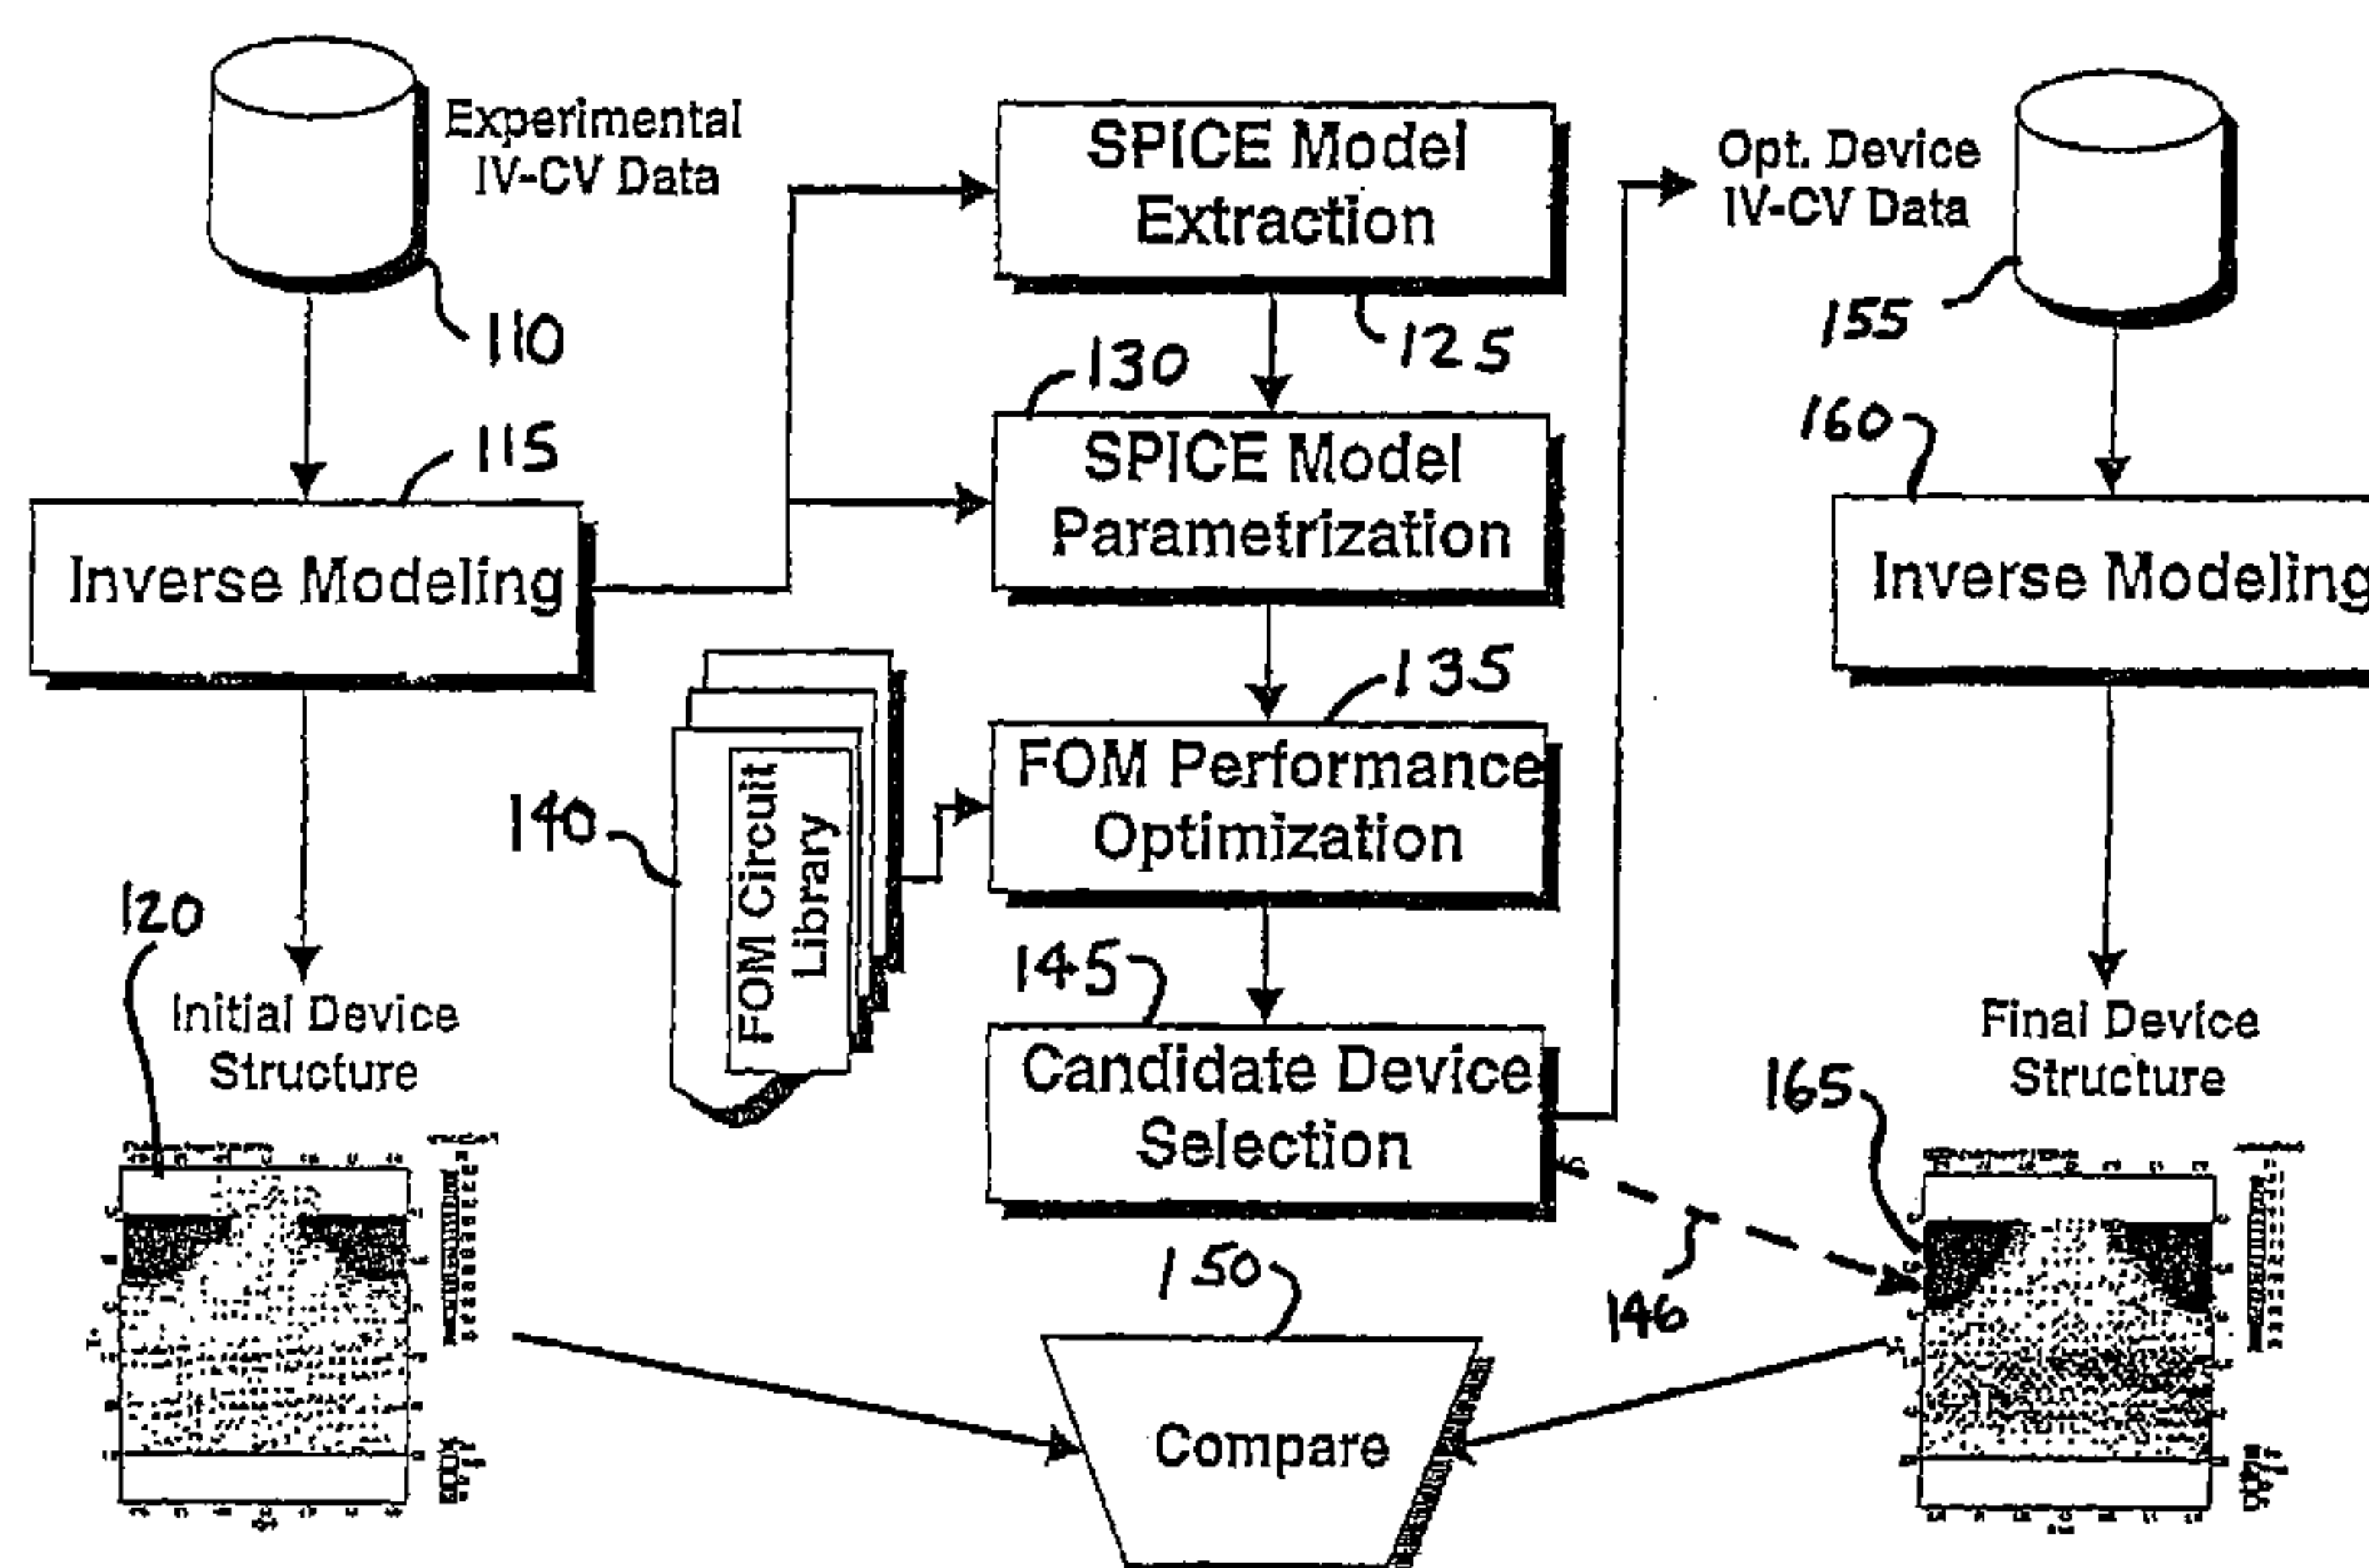 Experimental
IV-CV Data
110
115
Inverse Modeling
120
Initial Device
Structure
SPICE Model
Extraction
125
130
SPICE Model
Parametrization
135
FOM Performance
Optimization
140
FOM Circuit
Library
145
Candidate Device
Selection
146
150
Compare
Opt. Device
IV-CV Data
155
160
Inverse Modeling
Final Device
Structure
165